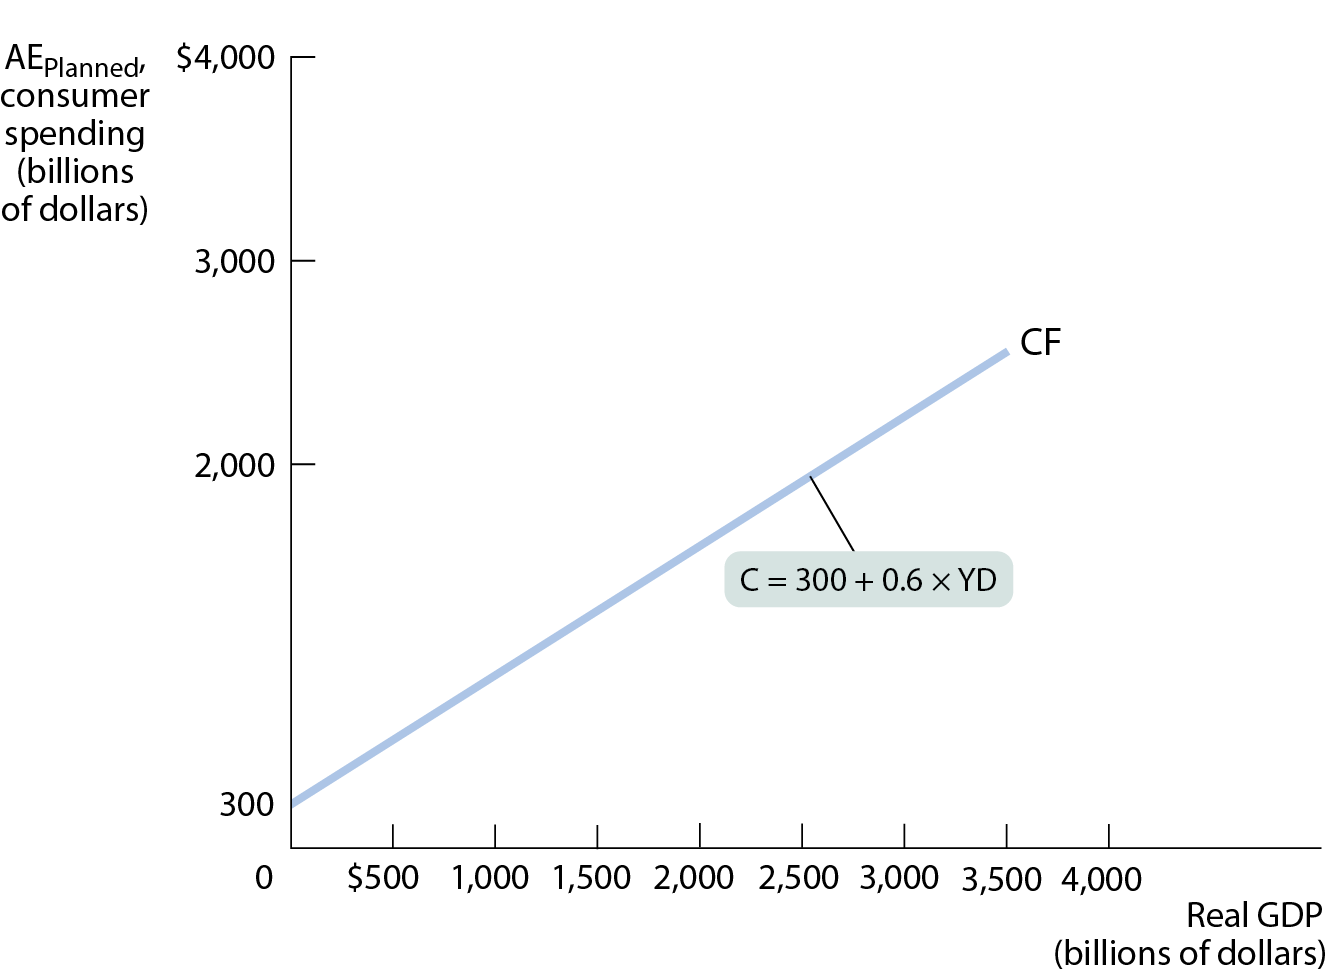 AEPlanned,
consumer
spending
(billions
of dollars)
$4,000
3,000
2,000
300
CF
C = 300 + 0.6 × YD
0 $500 1,000 1,500 2,000 2,500 3,000 3,500 4,000
Real GDP
(billions of dollars)